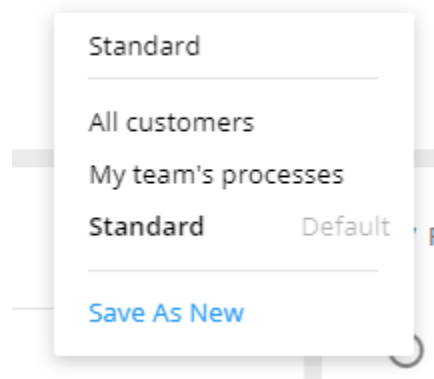 Standard
All customers
My team's processes
Standard Default
Save As New